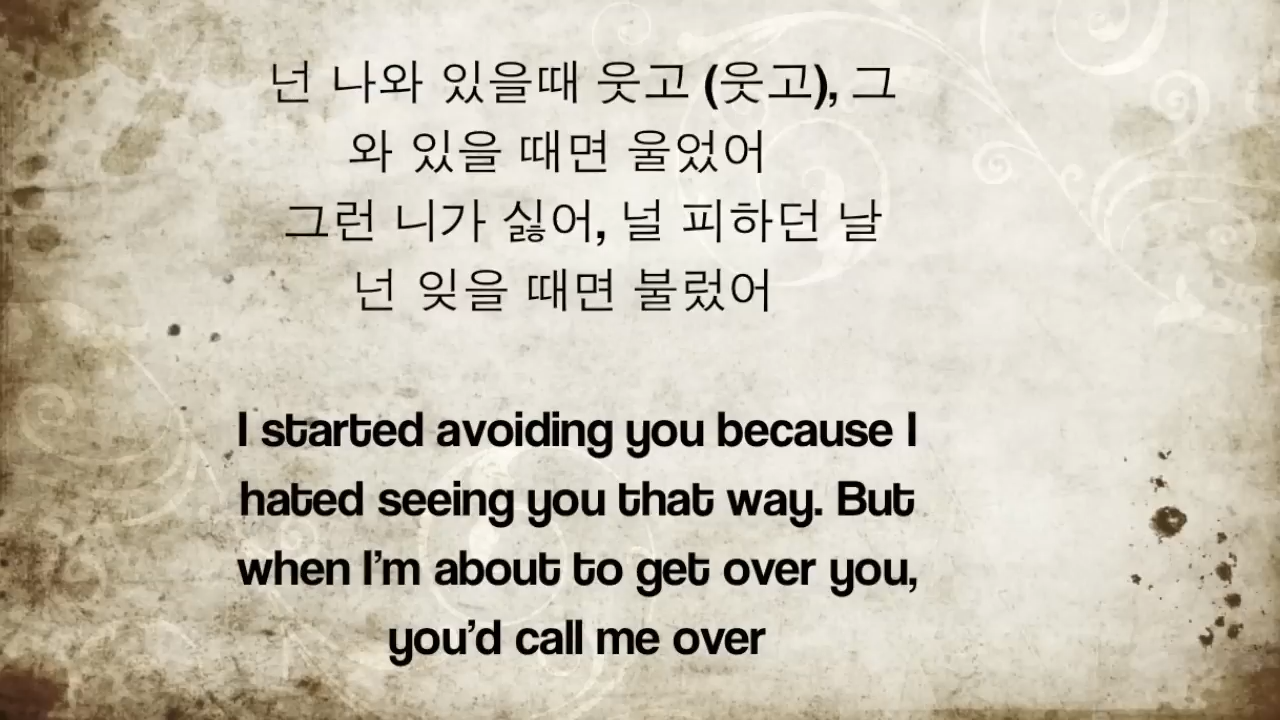 넌 나와 있을때 웃고 (웃고), 그
와 있을 때면 울었어
그런 니가 싫어, 널 피하던 날
넌 잊을 때면 불렀어
I started avoiding you because I
hated seeing you that way. But
when I'm about to get over you,
you'd call me over